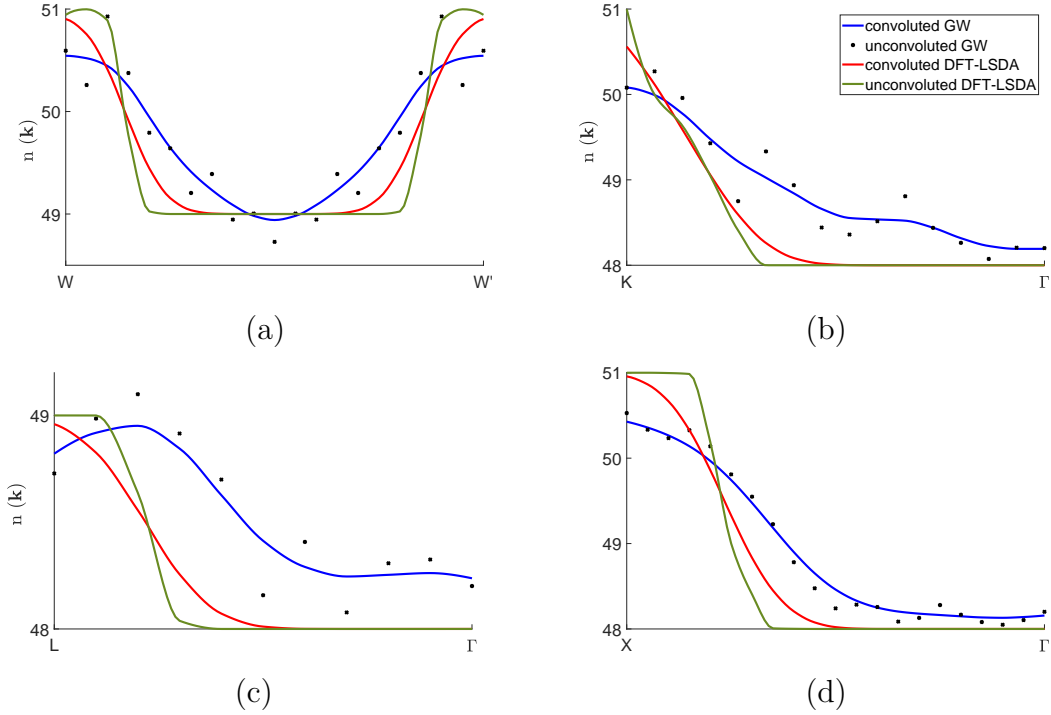 51
50
49
n (k)
W
W'
(a)
51
50
49
48
n (k)
K
Γ
convoluted GW
unconvoluted GW
convoluted DFT-LSDA
unconvoluted DFT-LSDA
(b)
49
48
n (k)
L
Γ
(c)
51
50
49
48
n (k)
X
Γ
(d)